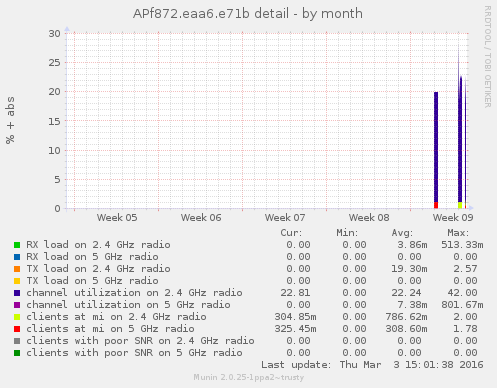 APf872.eaa6.e71b detail - by month
RRDTOOL / TOBI OETIKER
% + abs
30
25
20
15
10
5
0
Week 05 Week 06 Week 07 Week 08 Week 09
Cur: Min: Avg: Max:
RX load on 2.4 GHz radio 0.00 0.00 3.86m 513.33m
RX load on 5 GHz radio 0.00 0.00 0.00 0.00
TX load on 2.4 GHz radio 0.00 0.00 19.30m 2.57
TX load on 5 GHz radio 0.00 0.00 0.00 0.00
channel utilization on 2.4 GHz radio 22.81 0.00 22.24 42.00
channel utilization on 5 GHz radio 0.00 0.00 7.38m 801.67m
clients at mi on 2.4 GHz radio 304.85m 0.00 786.62m 2.00
clients at mi on 5 GHz radio 325.45m 0.00 308.60m 1.78
clients with poor SNR on 2.4 GHz radio 0.00 0.00 0.00 0.00
clients with poor SNR on 5 GHz radio 0.00 0.00 0.00 0.00
Last update: Thu Mar 3 15:01:38 2016
Munin 2.0.25-1ppa2~trusty